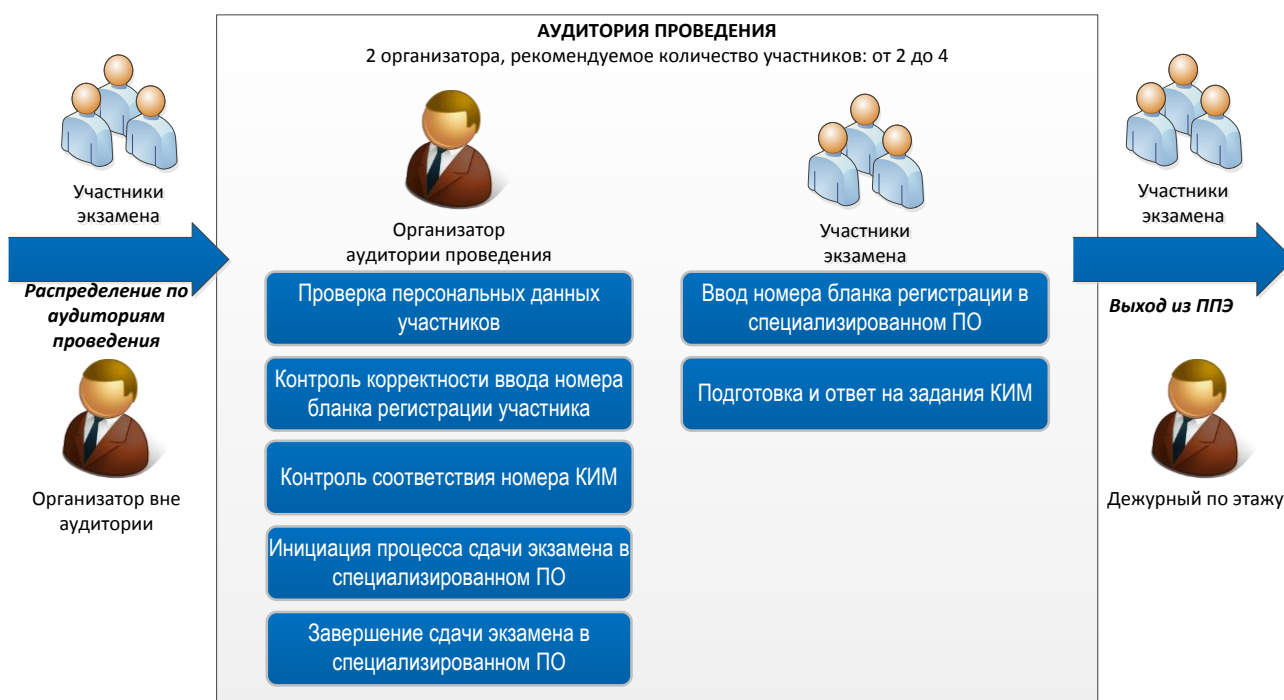 АУДИТОРИЯ ПРОВЕДЕНИЯ
2 организатора, рекомендуемое количество участников: от 2 до 4
Участники
экзамена
Распределение по
аудиториям
проведения
Организатор вне
аудитории
Организатор
аудитории проведения
Проверка персональных данных
участников
Контроль корректности ввода номера
бланка регистрации участника
Контроль соответствия номера КИМ
Инициация процесса сдачи экзамена в
специализированном ПО
Завершение сдачи экзамена в
специализированном ПО
Участники
экзамена
Ввод номера бланка регистрации в
специализированном ПО
Подготовка и ответ на задания КИМ
Участники
экзамена
Выход из ППЭ
Дежурный по этажу